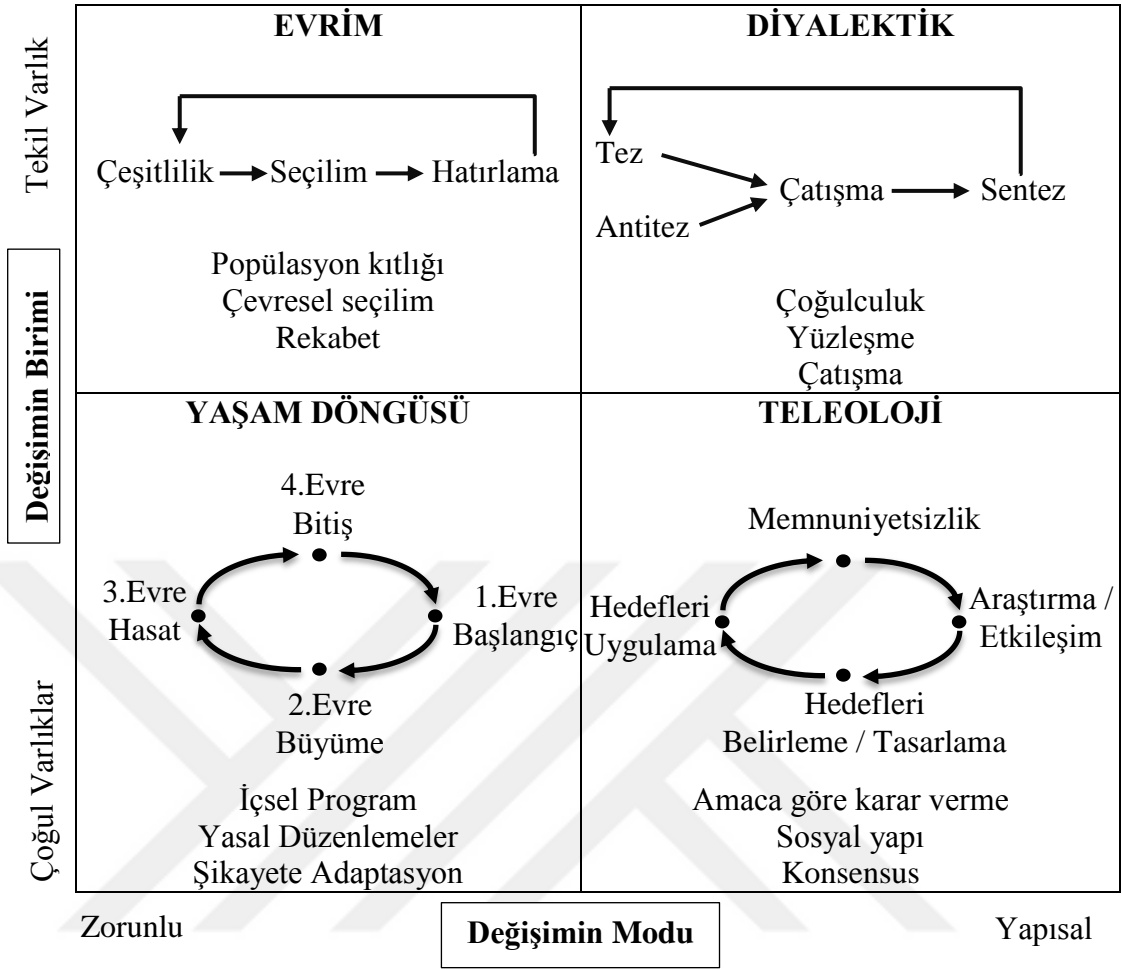 Tekil Varlık
Değişimin Birimi
Çoğul Varlıklar
EVRİM
Çeşitlilik
Seçilim
Hatırlama
Popülasyon kıtlığı
Çevresel seçilim
Rekabet
DİYALEKTİK
Tez
Antitez
Çatışma
Sentez
Çoğulculuk
Yüzleşme
Çatışma
YAŞAM DÖNGÜSÜ
4.Evre
Bitiş
3.Evre
Hasat
1.Evre
Başlangıç
2.Evre
Büyüme
İçsel Program
Yasal Düzenlemeler
Şikayete Adaptasyon
TELEOLOJİ
Memnuniyetsizlik
Hedefleri
Uygulama
Araştırma /
Etkileşim
Hedefleri
Belirleme / Tasarlama
Amaca göre karar verme
Sosyal yapı
Konsensus
Zorunlu
Değişimin Modu
Yapısal